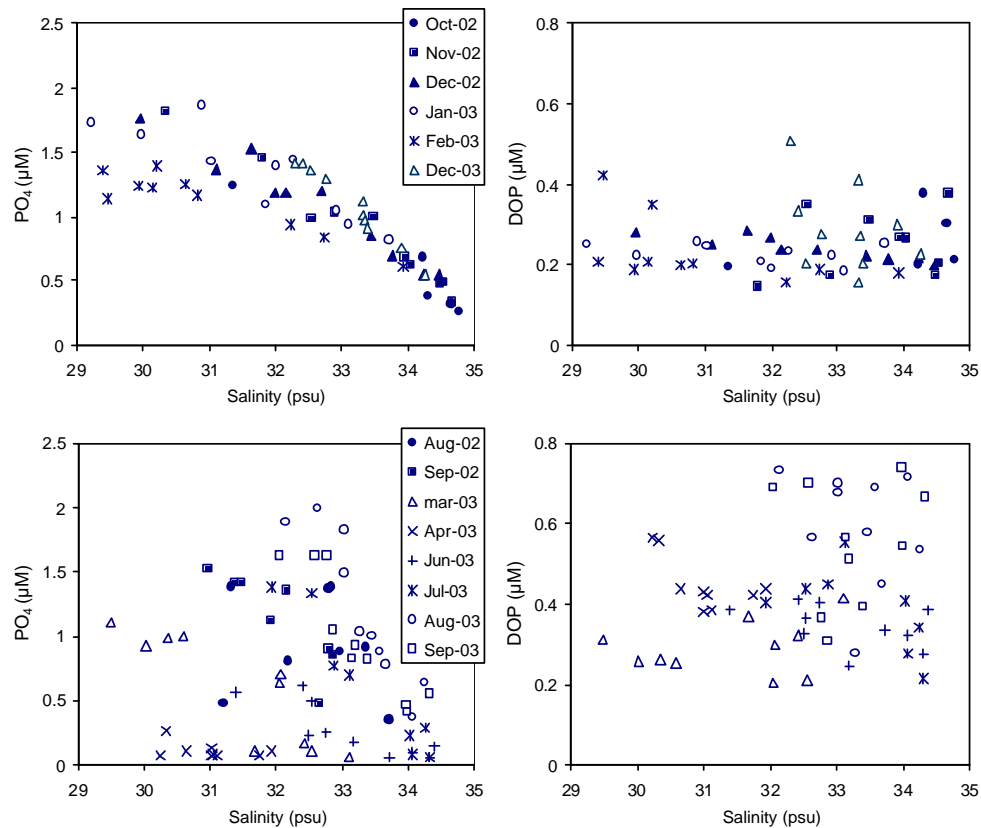 2.5
2
1.5
1
0.5
0
PO4 (µM)
29 30 31 32 33 34 35
Salinity (psu)
Oct-02
Nov-02
Dec-02
Jan-03
Feb-03
Dec-03
0.8
0.6
0.4
0.2
0
DOP (µM)
29 30 31 32 33 34 35
Salinity (psu)
2.5
2
1.5
1
0.5
0
PO4 (µM)
29 30 31 32 33 34 35
Salinity (psu)
Aug-02
Sep-02
mar-03
Apr-03
Jun-03
Jul-03
Aug-03
Sep-03
0.8
0.6
0.4
0.2
0
DOP (µM)
29 30 31 32 33 34 35
Salinity (psu)